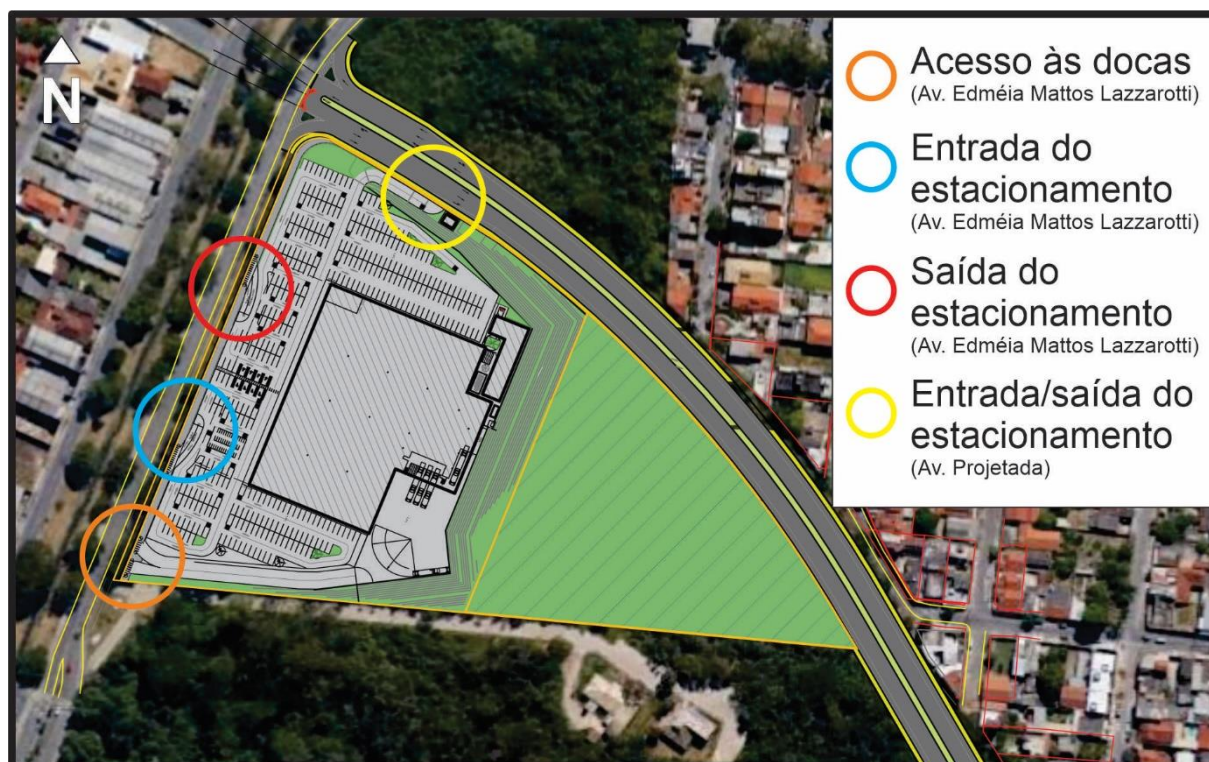 N
Acesso às docas
(Av. Edméia Mattos Lazzarotti)
Entrada do
estacionamento
(Av. Edméia Mattos Lazzarotti)
Saída do
estacionamento
(Av. Edméia Mattos Lazzarotti)
Entrada/saída do
estacionamento
(Av. Projetada)